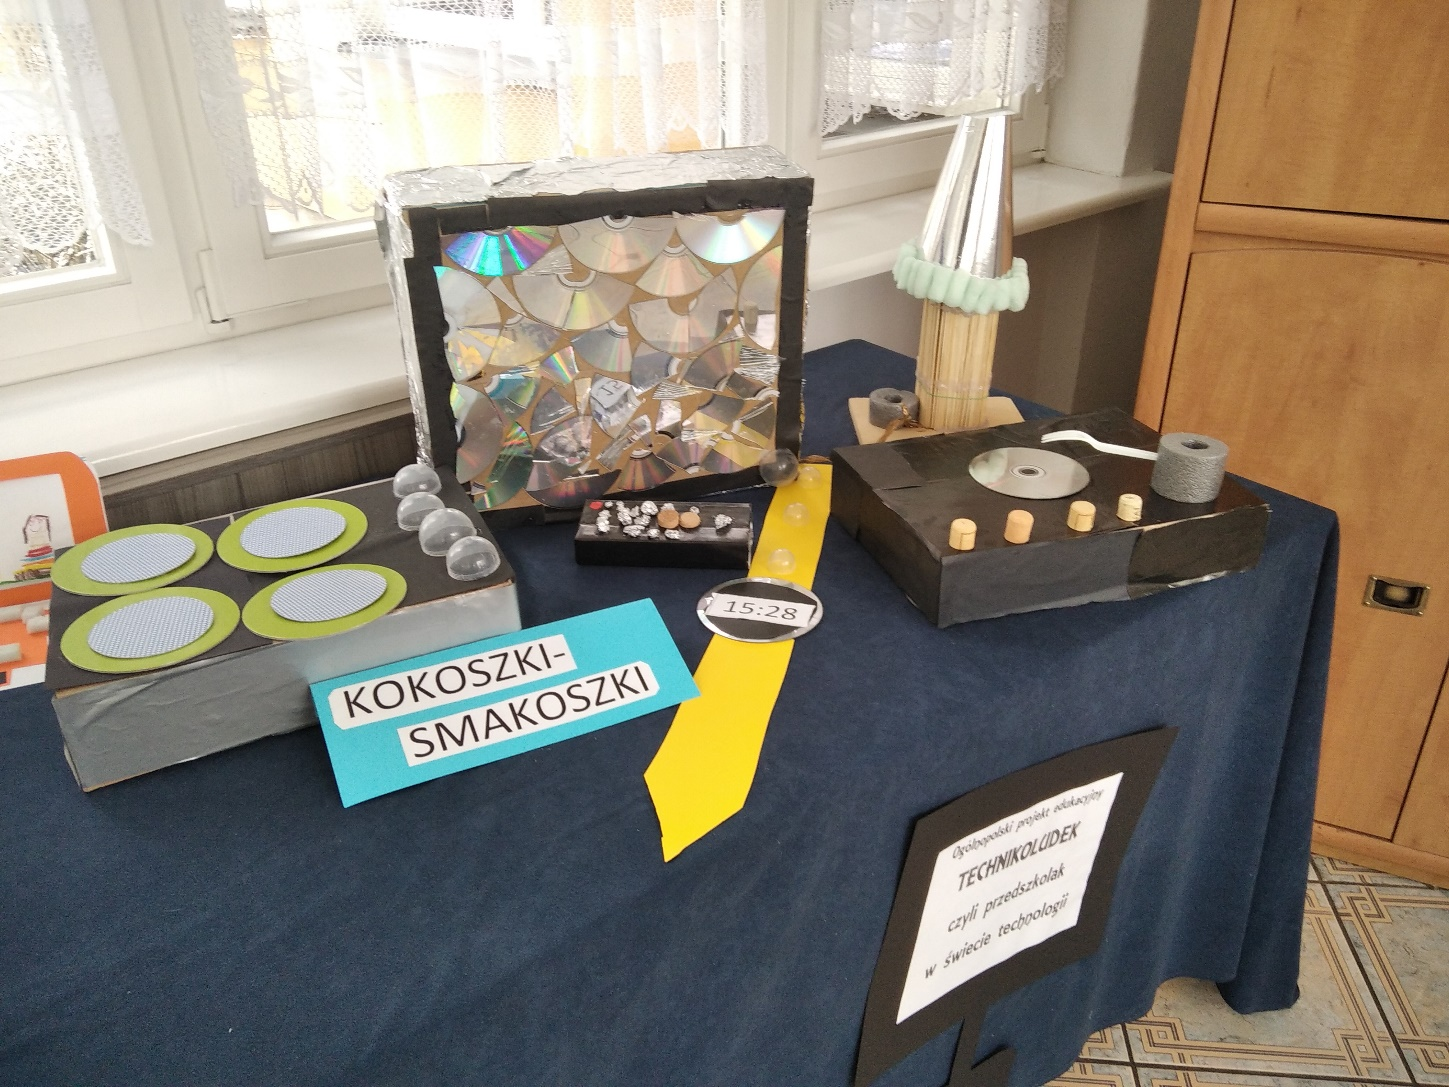 KOKOSZKI-
SMAKOSZKI
15:28
Ogólnopolski projekt edukacyjny
TECHNIKOLUDEK
czyli przedszkolak
w świecie technologii